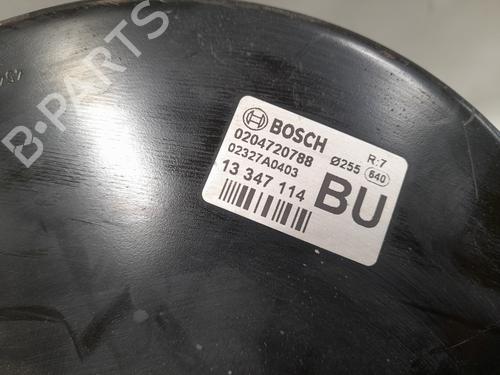 B-PARTS
BOSCH
0204720788 Ø255 R:7
02327A0403 640
13 347 114 BU